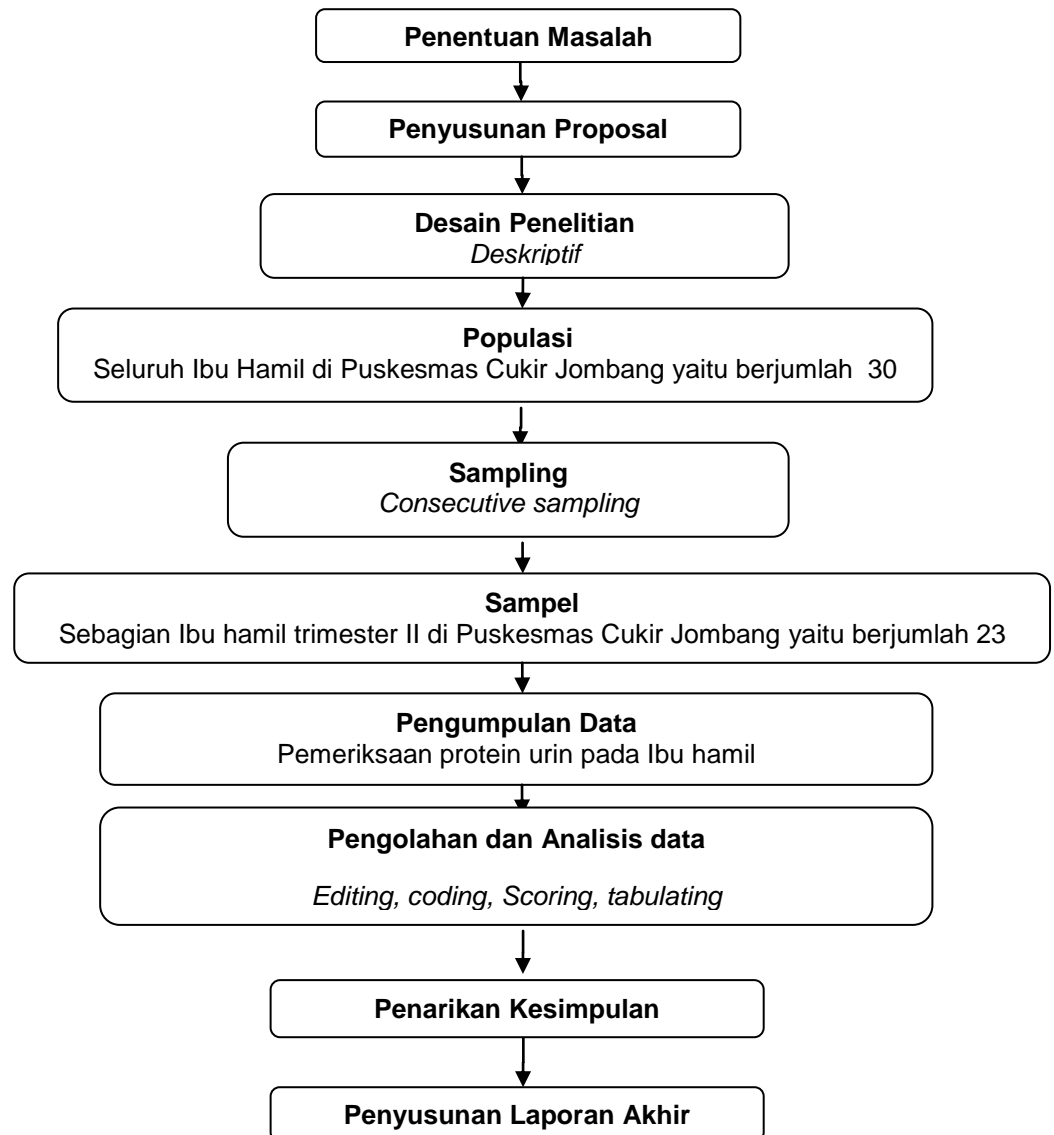 Penentuan Masalah
Penyusunan Proposal
Desain Penelitian
Deskriptif
Populasi
Seluruh Ibu Hamil di Puskesmas Cukir Jombang yaitu berjumlah 30
Sampling
Consecutive sampling
Sampel
Sebagian Ibu hamil trimester II di Puskesmas Cukir Jombang yaitu berjumlah 23
Pengumpulan Data
Pemeriksaan protein urin pada Ibu hamil
Pengolahan dan Analisis data
Editing, coding, Scoring, tabulating
Penarikan Kesimpulan
Penyusunan Laporan Akhir